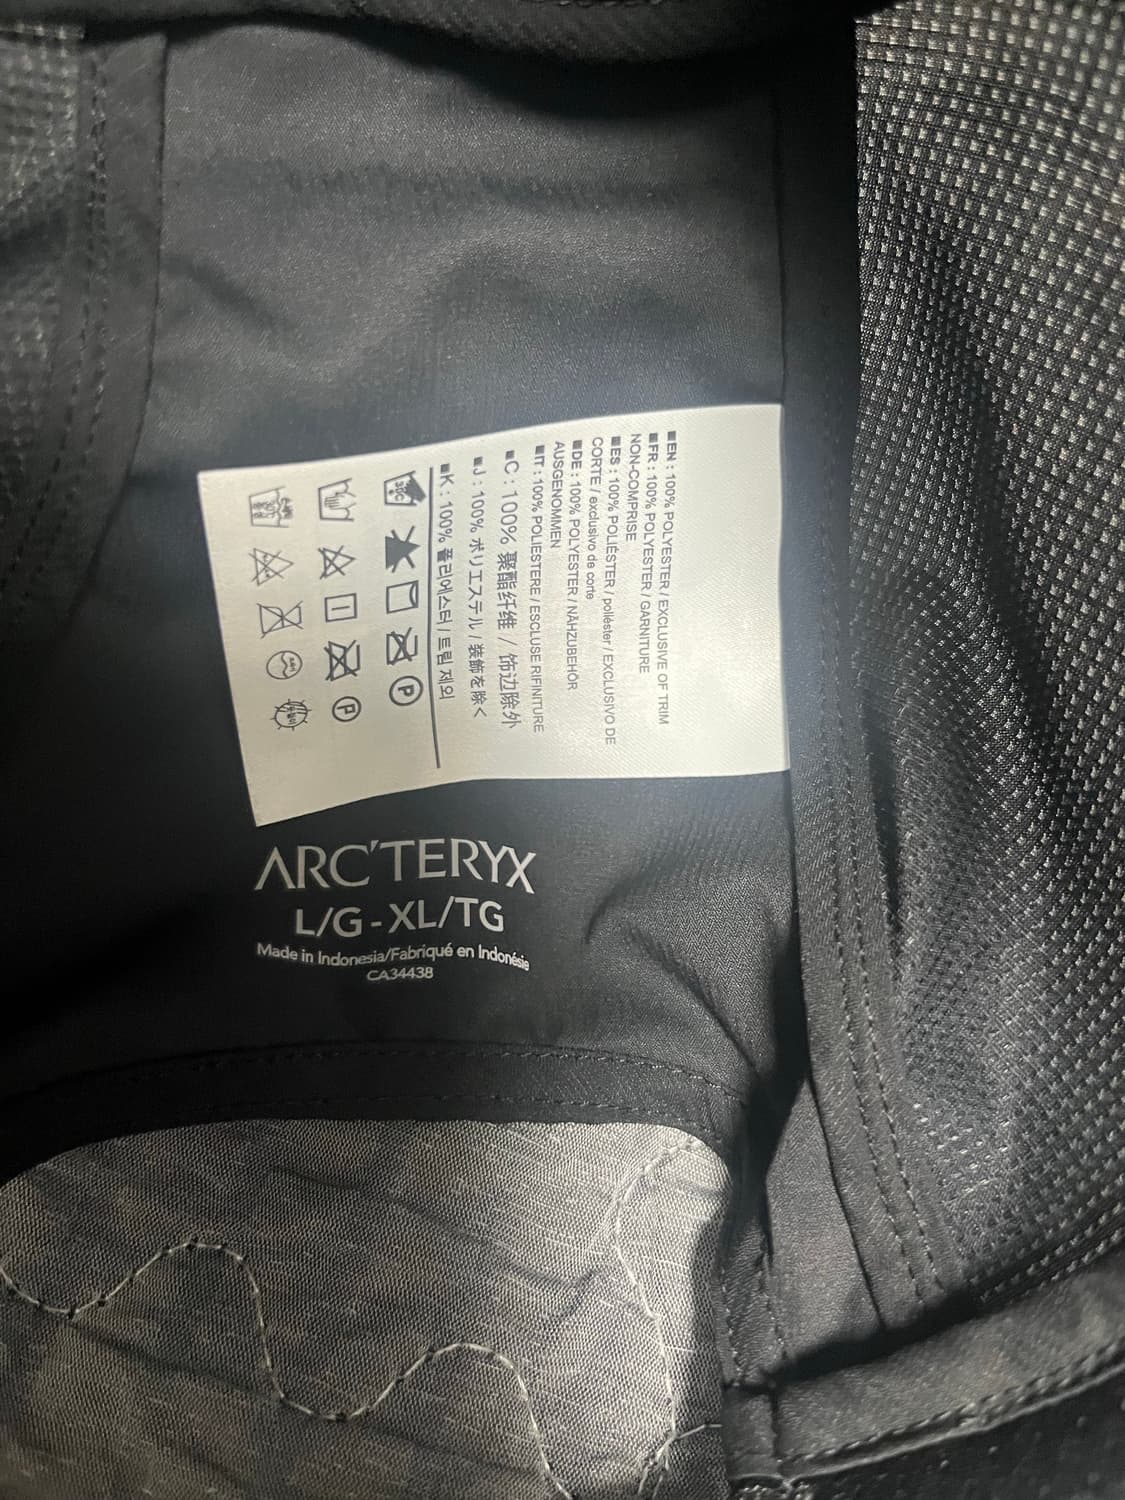 ■EN : 100% POLYESTER / EXCLUSIVE OF TRIM
■FR : 100% POLYESTER / GARNITURE
NON-COMPRISE
■ES : 100% POLIÉSTER / poliéster / EXCLUSIVO DE
CORTE / exclusivo de corte
■DE : 100% POLYESTER / NÄHZUBEHÖR
AUSGENOMMEN
■IT : 100% POLIESTERE / ESCLUSE RIFINITURE
■C : 100% 聚酯纤维 / 饰边除外
■J : 100% ポリエステル / 装飾を除く
■K : 100% 폴리에스터 / 트림 제외
30C
P
P
ARC'TERYX
L/G - XL/TG
Made in Indonesia/Fabriqué en Indonésie
CA34438